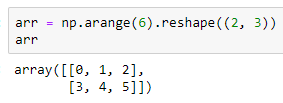 arr = np.arange(6).reshape((2, 3))
arr
array([[0, 1, 2],
       [3, 4, 5]])